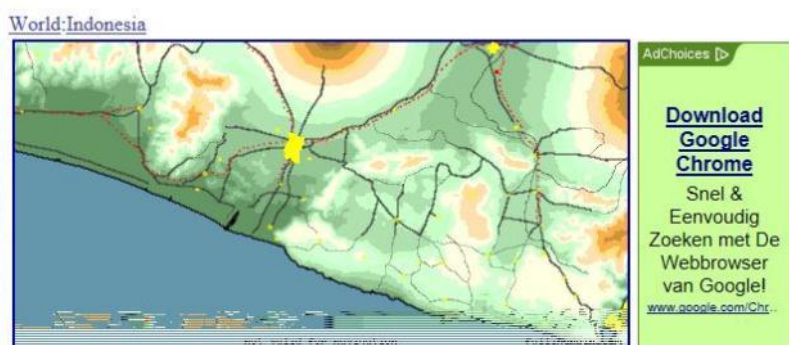 World:Indonesia
AdChoices
Download
Google
Chrome
Snel &
Eenvoudig
Zoeken met De
Webbrowser
van Google!
www.google.com/Chr...